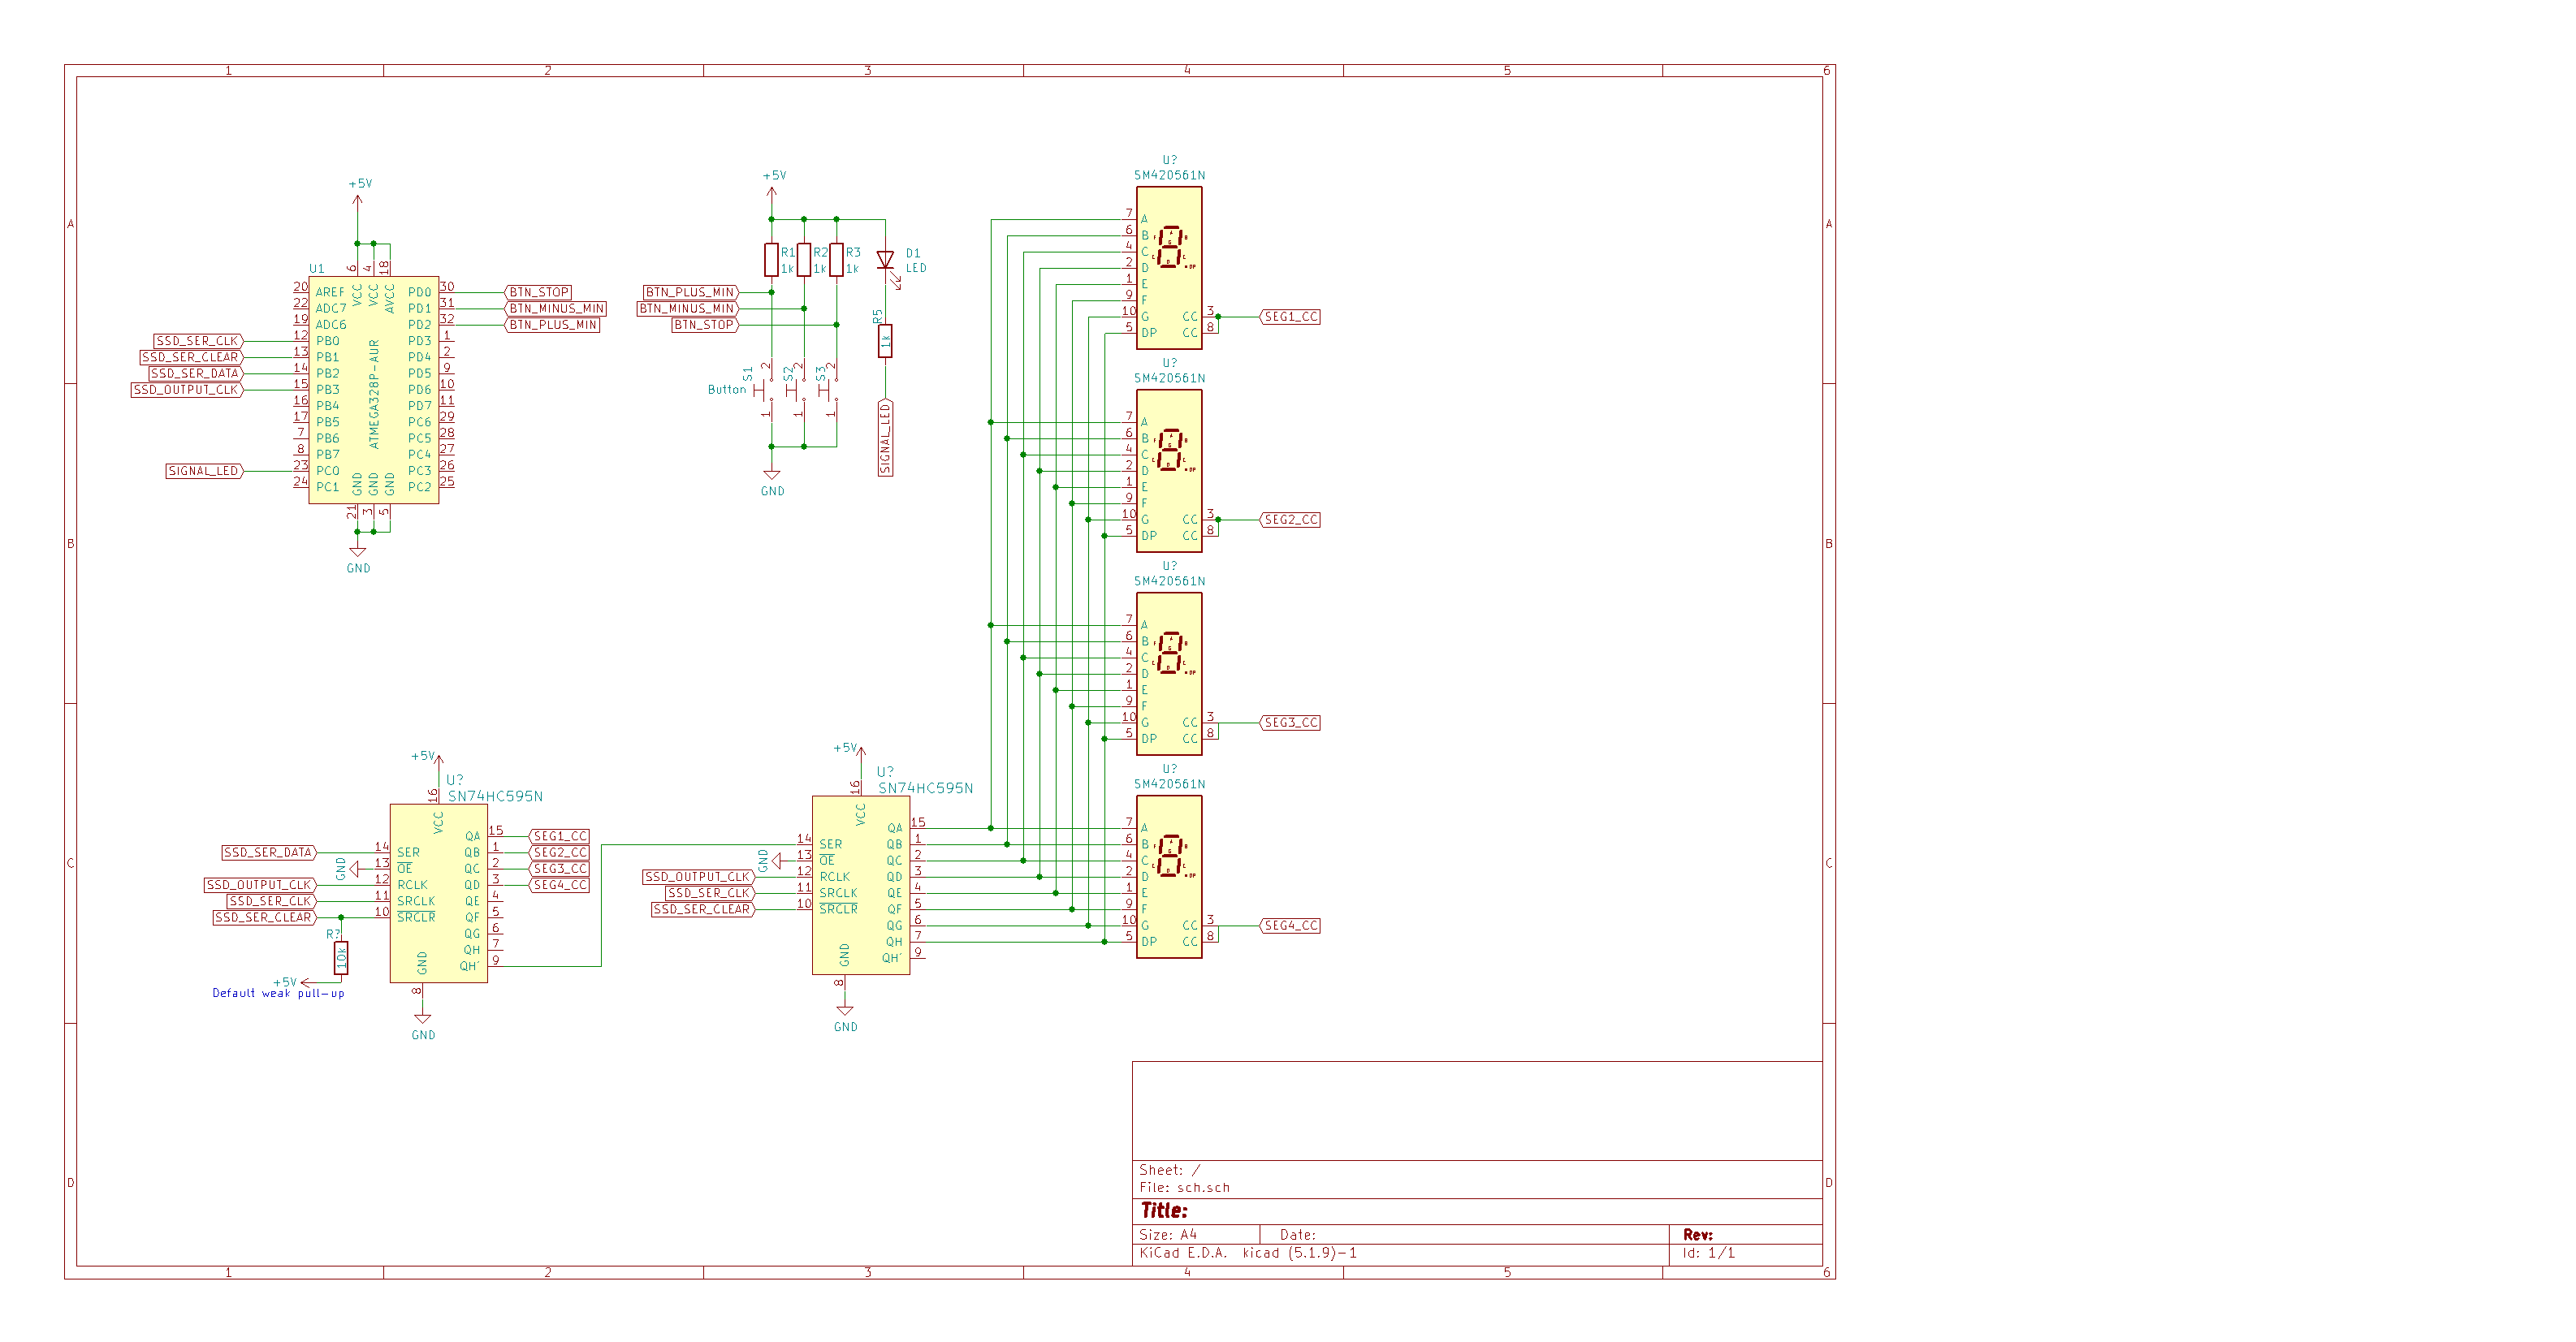 1 2 3 4 5 6
A
B
C
D
A
B
C
D
+5V
U1
6 4 18
VCC VCC AVCC
20 AREF
22 ADC7
19 ADC6
SSD_SER_CLK 12 PB0
SSD_SER_CLEAR 13 PB1
SSD_SER_DATA 14 PB2
SSD_OUTPUT_CLK 15 PB3
16 PB4
17 PB5
7 PB6
8 PB7
SIGNAL_LED 23 PC0
24 PC1
ATMEGA328P-AUR
PD0 30 BTN_STOP
PD1 31 BTN_MINUS_MIN
PD2 32 BTN_PLUS_MIN
PD3 1
PD4 2
PD5 9
PD6 10
PD7 11
PC6 29
PC5 28
PC4 27
PC3 26
PC2 25
GND GND GND
21 3 5
GND
+5V
R1 R2 R3
1k 1k 1k
D1
LED
BTN_PLUS_MIN
BTN_MINUS_MIN
BTN_STOP
R5
1k
S1 2 S2 2 S3 2
Button
1 1 1
SIGNAL_LED
GND
U?
SM420561N
7 A
6 B
4 C
2 D
1 E
9 F
10 G CC 3 SEG1_CC
5 DP CC 8
U?
SM420561N
7 A
6 B
4 C
2 D
1 E
9 F
10 G CC 3 SEG2_CC
5 DP CC 8
U?
SM420561N
7 A
6 B
4 C
2 D
1 E
9 F
10 G CC 3 SEG3_CC
5 DP CC 8
U?
SM420561N
7 A
6 B
4 C
2 D
1 E
9 F
10 G CC 3 SEG4_CC
5 DP CC 8
+5V
U?
SN74HC595N
16
VCC
SSD_SER_DATA 14 SER
GND 13 OE
SSD_OUTPUT_CLK 12 RCLK
SSD_SER_CLK 11 SRCLK
SSD_SER_CLEAR 10 SRCLR
QA 15 SEG1_CC
QB 1 SEG2_CC
QC 2 SEG3_CC
QD 3 SEG4_CC
QE 4
QF 5
QG 6
QH 7
QH' 9
R?
10k
+5V
Default weak pull-up
GND
8
GND
+5V
U?
SN74HC595N
16
VCC
14 SER
GND 13 OE
SSD_OUTPUT_CLK 12 RCLK
SSD_SER_CLK 11 SRCLK
SSD_SER_CLEAR 10 SRCLR
QA 15
QB 1
QC 2
QD 3
QE 4
QF 5
QG 6
QH 7
QH' 9
GND
8
GND
Sheet: /
File: sch.sch
Title:
Size: A4 Date: Rev:
KiCad E.D.A. kicad (5.1.9)-1 Id: 1/1
1 2 3 4 5 6